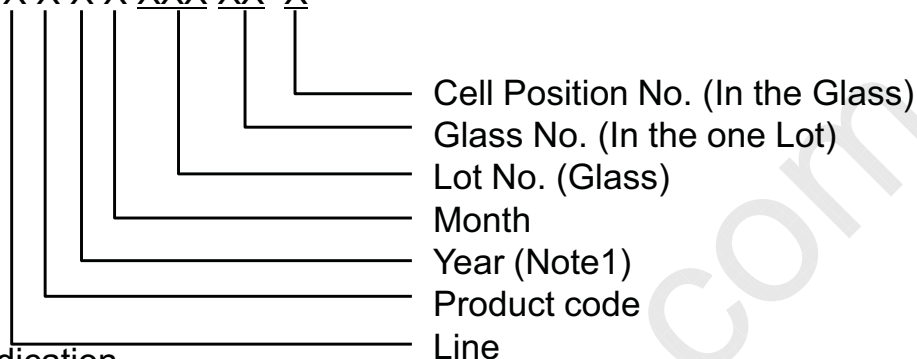 X X X X XXX XX X
Cell Position No. (In the Glass)
Glass No. (In the one Lot)
Lot No. (Glass)
Month
Year (Note1)
Product code
Line
com